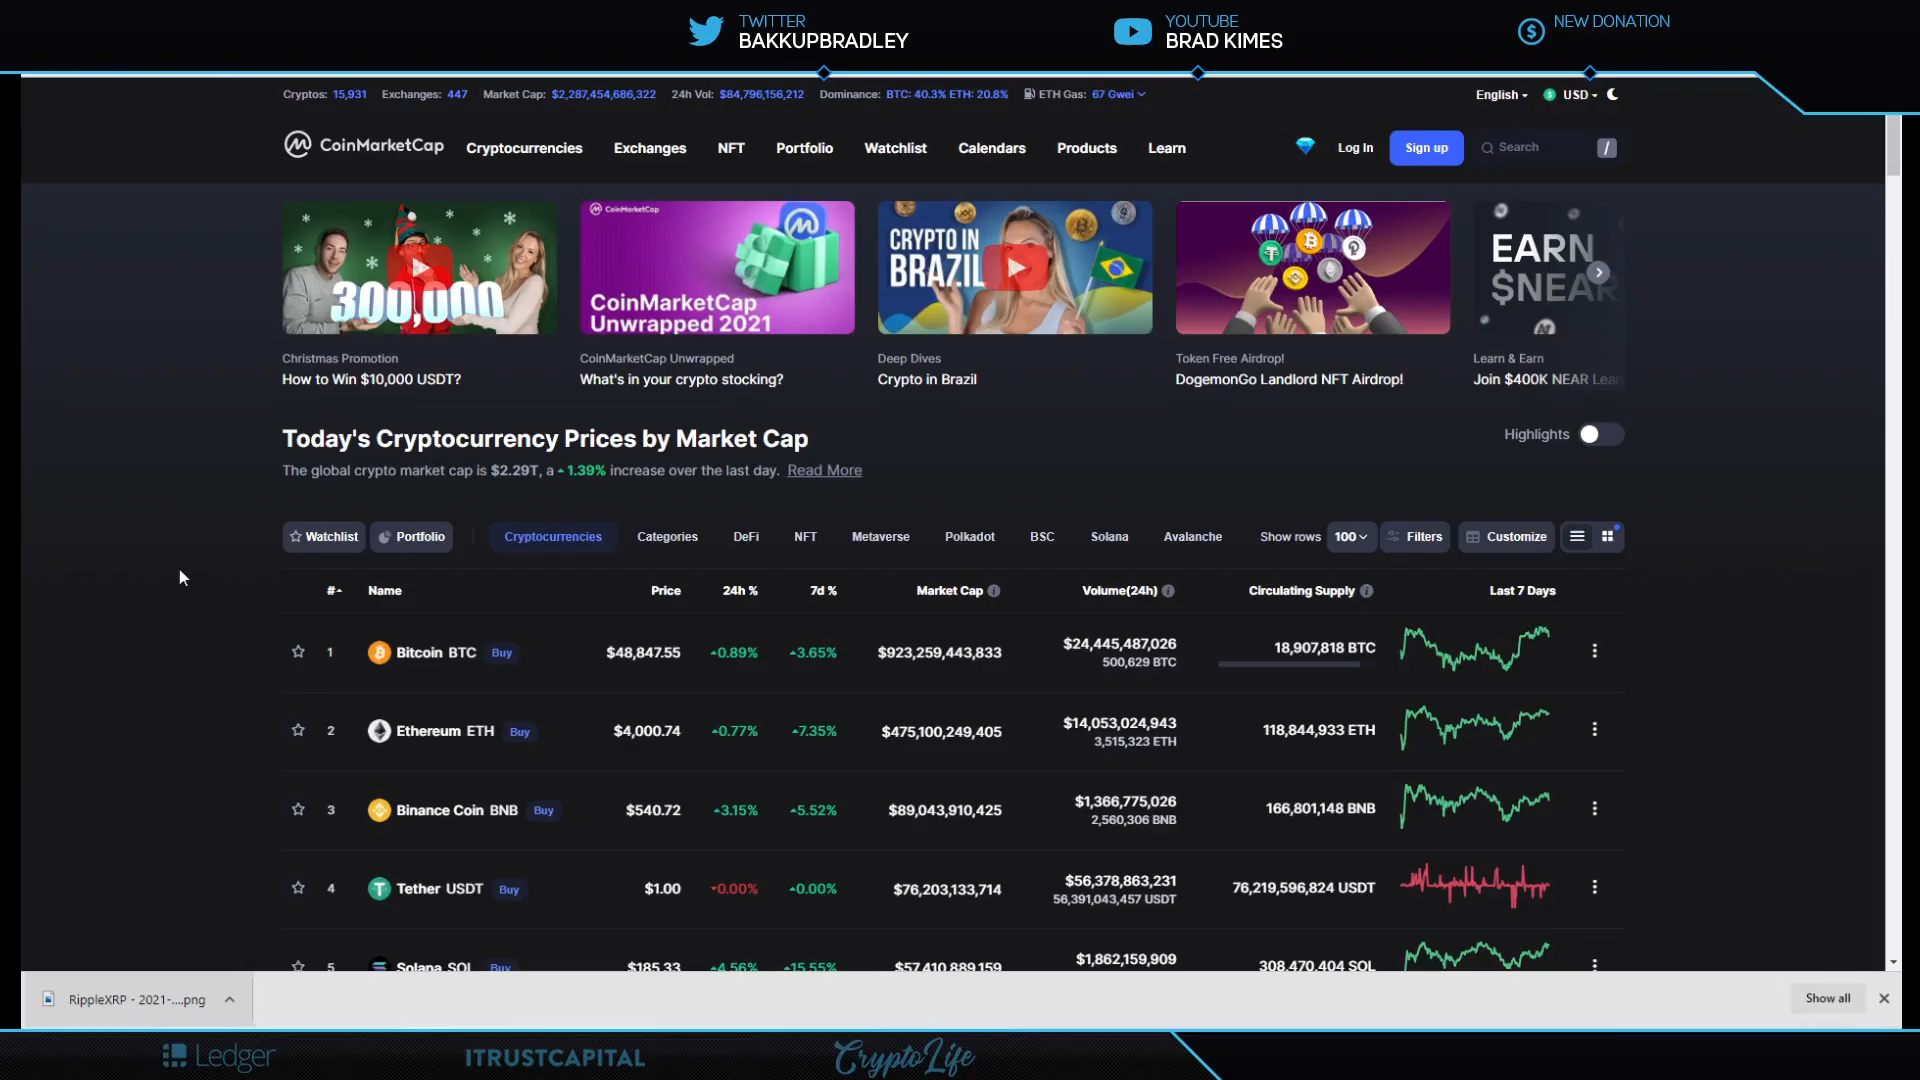 TWITTER
BAKKUPBRADLEY
YOUTUBE
BRAD KIMES
NEW DONATION
Cryptos: 15,931 Exchanges: 447 Market Cap: $2,287,454,686,322 24h Vol: $84,796,156,212 Dominance: BTC: 40.3% ETH: 20.8% ETH Gas: 67 Gwei
English USD
CoinMarketCap Cryptocurrencies Exchanges NFT Portfolio Watchlist Calendars Products Learn Log In Sign up Search /
300,000
CoinMarketCap
CoinMarketCap
Unwrapped 2021
CRYPTO IN
BRAZIL
EARN
$NEAR
Christmas Promotion
How to Win $10,000 USDT?
CoinMarketCap Unwrapped
What's in your crypto stocking?
Deep Dives
Crypto in Brazil
Token Free Airdrop!
DogemonGo Landlord NFT Airdrop!
Learn & Earn
Join $400K NEAR Lear
Today's Cryptocurrency Prices by Market Cap
Highlights
The global crypto market cap is $2.29T, a 1.39% increase over the last day. Read More
Watchlist Portfolio Cryptocurrencies Categories DeFi NFT Metaverse Polkadot BSC Solana Avalanche Show rows 100 Filters Customize
# Name Price 24h % 7d % Market Cap Volume(24h) Circulating Supply Last 7 Days
1 Bitcoin BTC Buy $48,847.55 0.89% 3.65% $923,259,443,833 $24,445,487,026 18,907,818 BTC
500,629 BTC
2 Ethereum ETH Buy $4,000.74 0.77% 7.35% $475,100,249,405 $14,053,024,943 118,844,933 ETH
3,515,323 ETH
3 Binance Coin BNB Buy $540.72 3.15% 5.52% $89,043,910,425 $1,366,775,026 166,801,148 BNB
2,560,306 BNB
4 Tether USDT Buy $1.00 0.00% 0.00% $76,203,133,714 $56,378,863,231 76,219,596,824 USDT
56,391,043,457 USDT
5 Solana SOL Buy $185.33 4.56% 15.55% $57,410,889,159 $1,862,159,909 308,470,404 SOL
RippleXRP - 2021-....png
Show all
Ledger
ITRUSTCAPITAL
CryptoLife